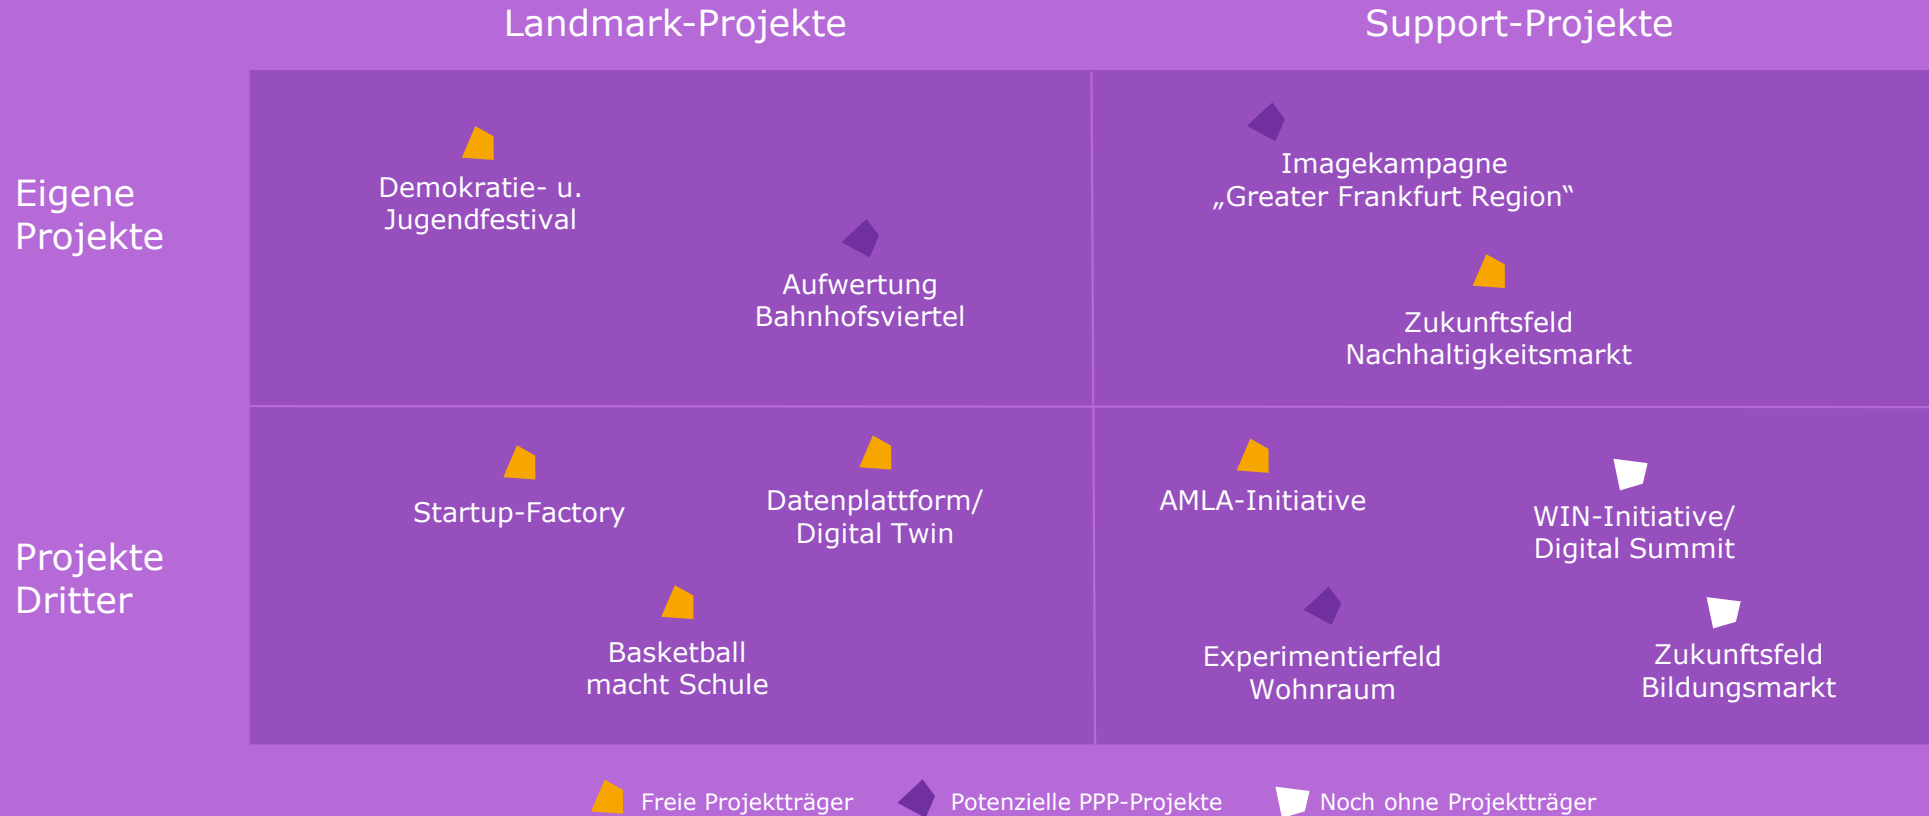 Landmark-Projekte
Support-Projekte
Eigene
Projekte
Demokratie- u.
Jugendfestival
Aufwertung
Bahnhofsviertel
Imagekampagne
„Greater Frankfurt Region‟
Zukunftsfeld
Nachhaltigkeitsmarkt
Projekte
Dritter
Startup-Factory
Datenplattform/
Digital Twin
Basketball
macht Schule
AMLA-Initiative
WIN-Initiative/
Digital Summit
Experimentierfeld
Wohnraum
Zukunftsfeld
Bildungsmarkt
Freie Projektträger
Potenzielle PPP-Projekte
Noch ohne Projektträger